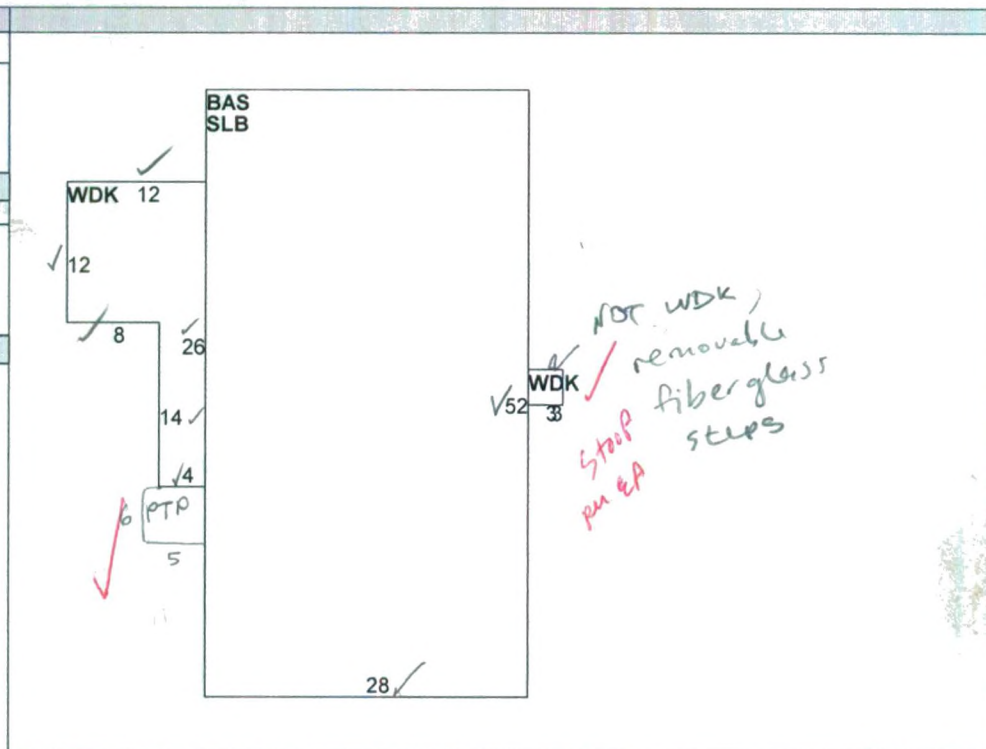 BAS
SLB
WDK 12
12
8
26
14
4
6 PTP
5
NOT WDK,
removable
fiberglass
steps
WDK
52 33
Stoop
per EA
28